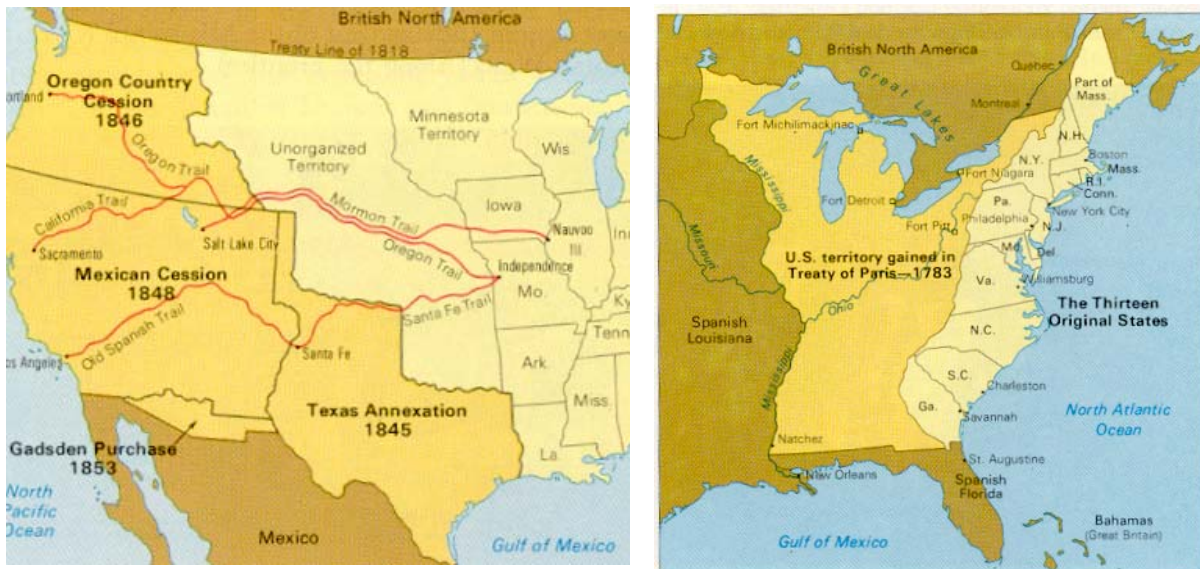 British North America
Treaty Line of 1818
Oregon Country
Cession
1846
ortland
Oregon Trail
Unorganized
Territory
Minnesota
Territory
Wis
Iowa
California Trail
Sacramento
Salt Lake City
Mormon Trail
Oregon Trail
Nauvoo
Ill
In
Independence
Mexican Cession
1848
Old Spanish Trail
Santa Fe Trail
Mo.
Ky
Tenn
os Angeles
Santa Fe
Ark.
Miss.
Texas Annexation
1845
La.
Gadsden Purchase
1853
North
Pacific
Ocean
Mexico
Gulf of Mexico
British North America
Great Lakes
Quebec
Montreal
Part of
Mass.
Fort Michilimackinac
N.H.
Boston
Mass.
N.Y.
Fort Niagara
R.I.
Conn.
Mississippi
Fort Detroit
Pa.
New York City
Philadelphia
N.J.
Fort Pitt
Missouri
U.S. territory gained in
Treaty of Paris—1783
Md.
Del.
Va.
Williamsburg
Ohio
The Thirteen
Original States
Spanish
Louisiana
N.C.
Mississippi
S.C.
Charleston
Ga.
Savannah
North Atlantic
Ocean
Natchez
St. Augustine
New Orleans
Spanish
Florida
Gulf of Mexico
Bahamas
(Great Britain)